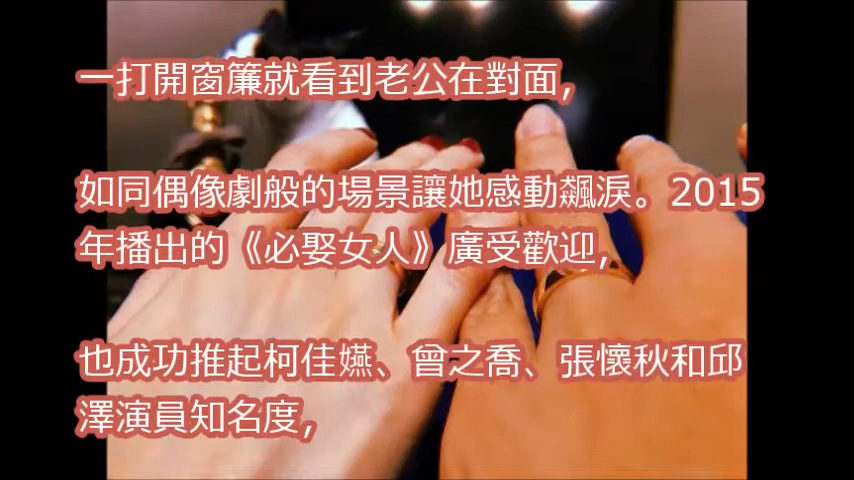 一打開窗簾就看到老公在對面，
如同偶像劇般的場景讓她感動飆淚。2015
年播出的《必娶女人》廣受歡迎，
也成功推起柯佳嬿、曾之喬、張懷秋和邱
澤演員知名度，